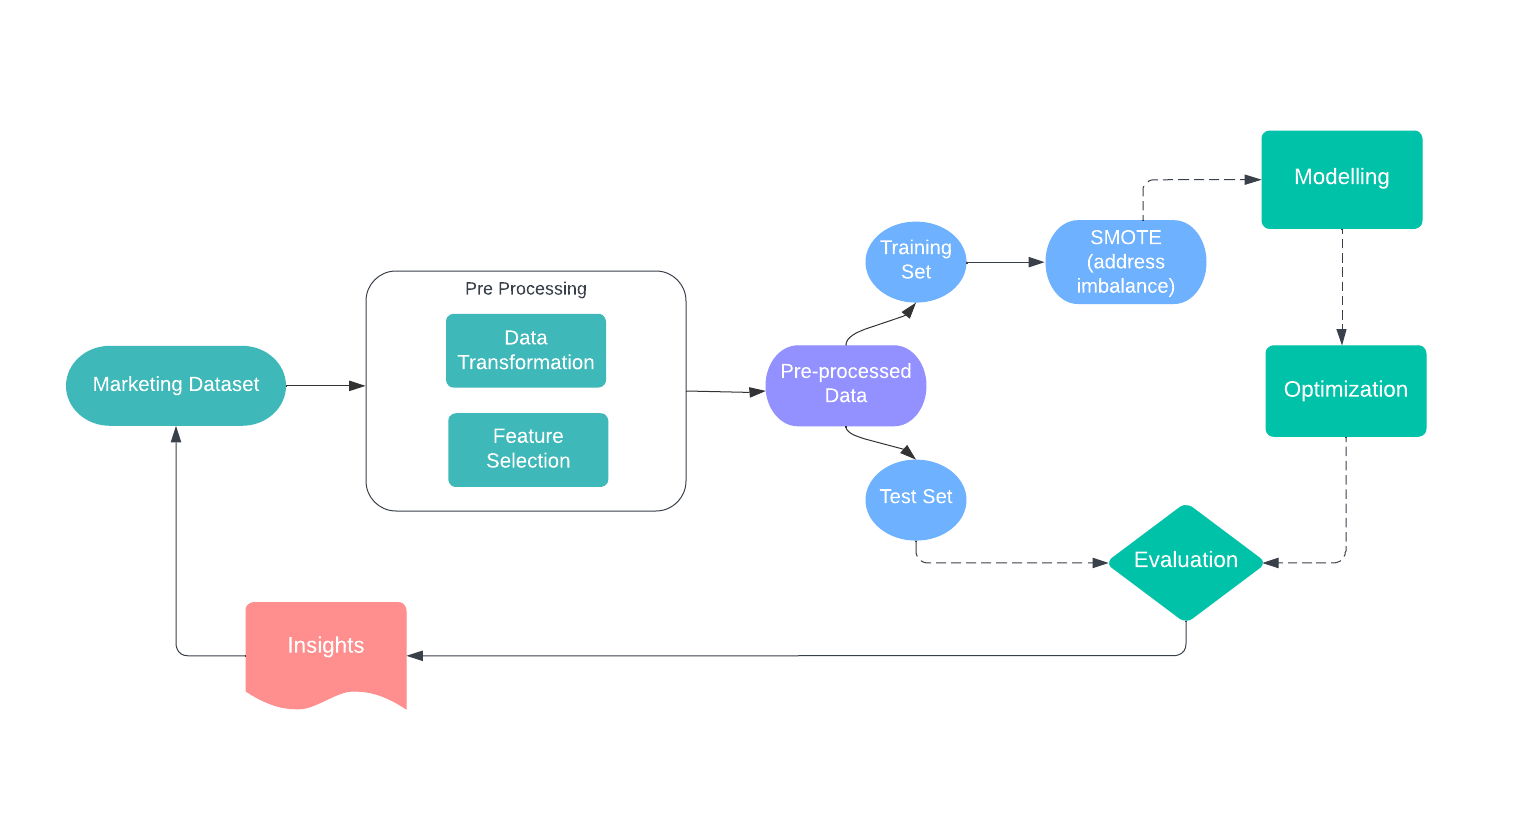 Marketing Dataset
Pre Processing
Data
Transformation
Feature
Selection
Pre-processed
Data
Training
Set
Test Set
SMOTE
(address
imbalance)
Modelling
Optimization
Evaluation
Insights